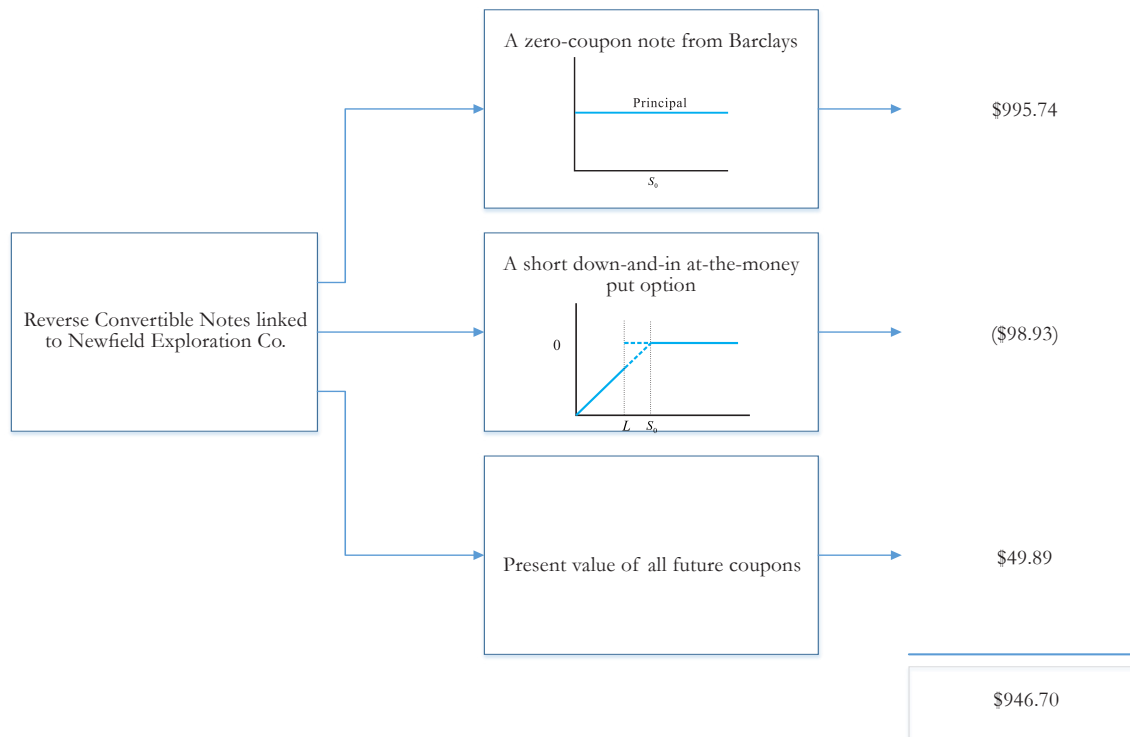 A zero-coupon note from Barclays
Principal
S₀
$995.74
Reverse Convertible Notes linked
to Newfield Exploration Co.
A short down-and-in at-the-money
put option
0
L S₀
($98.93)
Present value of all future coupons
$49.89
$946.70